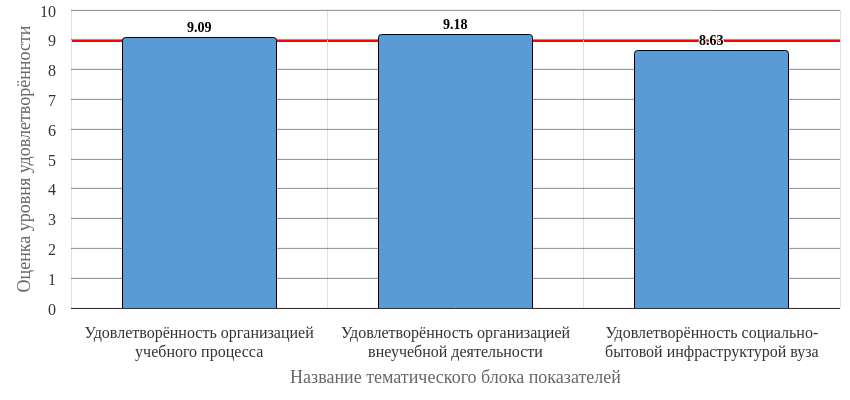 Оценка уровня удовлетворённости
10
9
8
7
6
5
4
3
2
1
0
9.09
9.18
8.63
Удовлетворённость организацией
учебного процесса
Удовлетворённость организацией
внеучебной деятельности
Удовлетворённость социально-
бытовой инфраструктурой вуза
Название тематического блока показателей